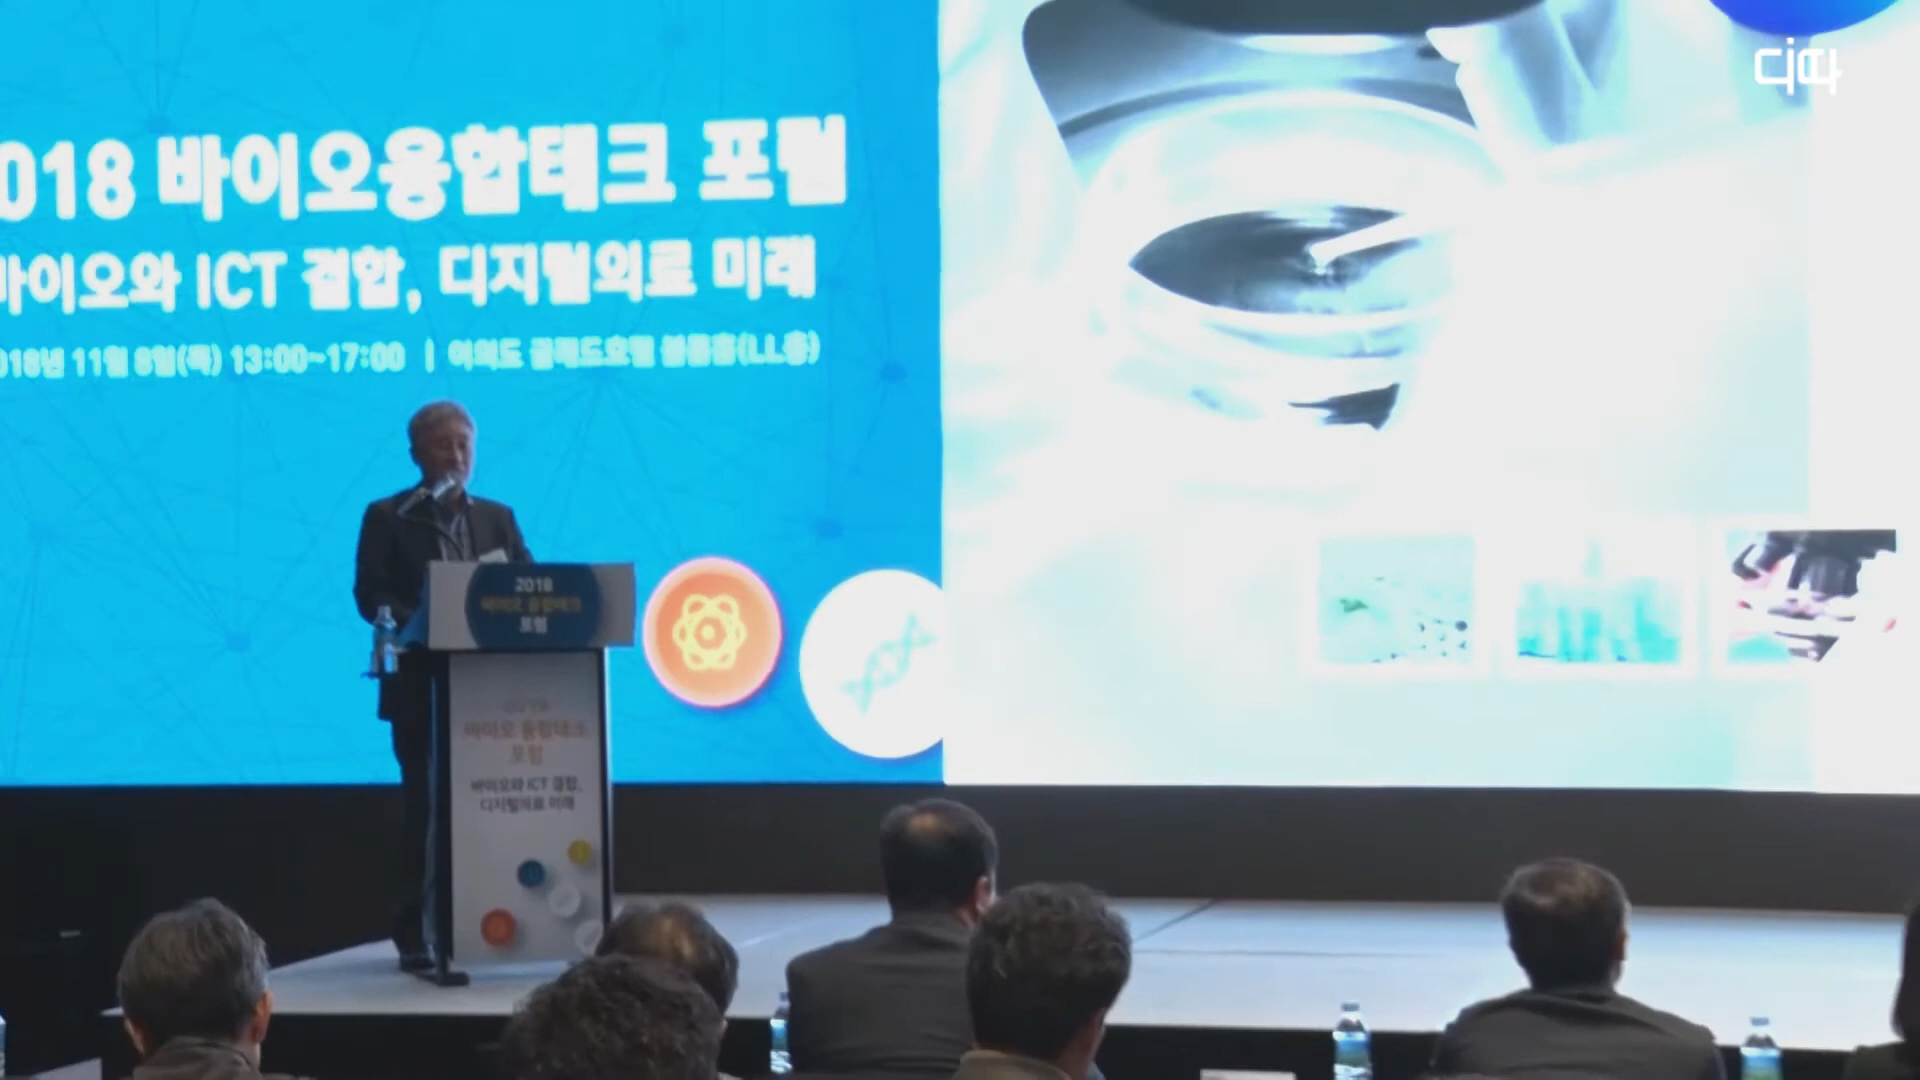 018 바이오융합테크 포럼
바이오와 ICT 결합, 디지털의료 미래
018년 11월 8일(목) 13:00~17:00 | 여의도 글래드호텔 블룸홀(LL층)
디따
2018
바이오 융합테크
포럼
2018
바이오 융합테크
포럼
바이오와 ICT 결합,
디지털의료 미래